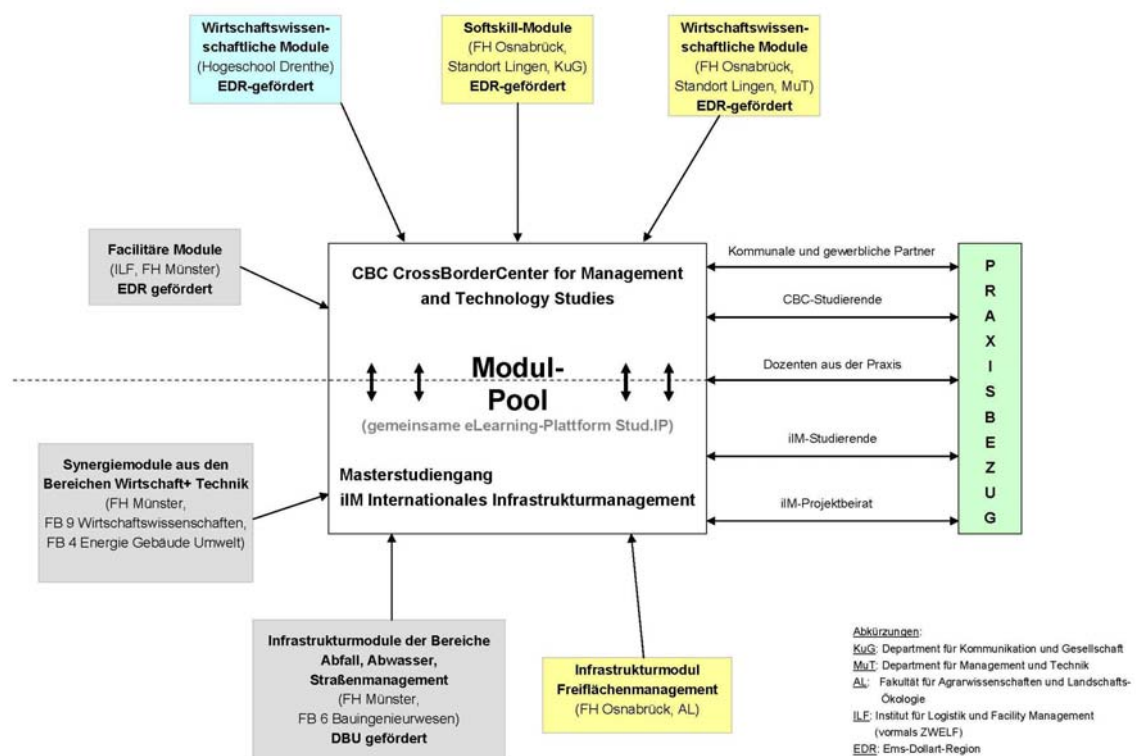 Wirtschaftswissen-
schaftliche Module
(Hogeschool Drenthe)
EDR-gefördert
Softskill-Module
(FH Osnabrück,
Standort Lingen, KuG)
EDR-gefördert
Wirtschaftswissen-
schaftliche Module
(FH Osnabrück,
Standort Lingen, MuT)
EDR-gefördert
Facilitäre Module
(ILF, FH Münster)
EDR gefördert
CBC CrossBorderCenter for Management
and Technology Studies
Modul-
Pool
(gemeinsame eLearning-Plattform Stud.IP)
Masterstudiengang
iIM Internationales Infrastrukturmanagement
Kommunale und gewerbliche Partner
CBC-Studierende
Dozenten aus der Praxis
iIM-Studierende
iIM-Projektbeirat
P
R
A
X
I
S
B
E
Z
U
G
Synergiemodule aus den
Bereichen Wirtschaft+ Technik
(FH Münster,
FB 9 Wirtschaftswissenschaften,
FB 4 Energie Gebäude Umwelt)
Infrastrukturmodule der Bereiche
Abfall, Abwasser,
Straßenmanagement
(FH Münster,
FB 6 Bauingenieurwesen)
DBU gefördert
Infrastrukturmodul
Freiflächenmanagement
(FH Osnabrück, AL)
Abkürzungen:
KuG: Department für Kommunikation und Gesellschaft
MuT: Department für Management und Technik
AL: Fakultät für Agrarwissenschaften und Landschafts-
Ökologie
ILF: Institut für Logistik und Facility Management
(vormals ZWELF)
EDR: Ems-Dollart-Region